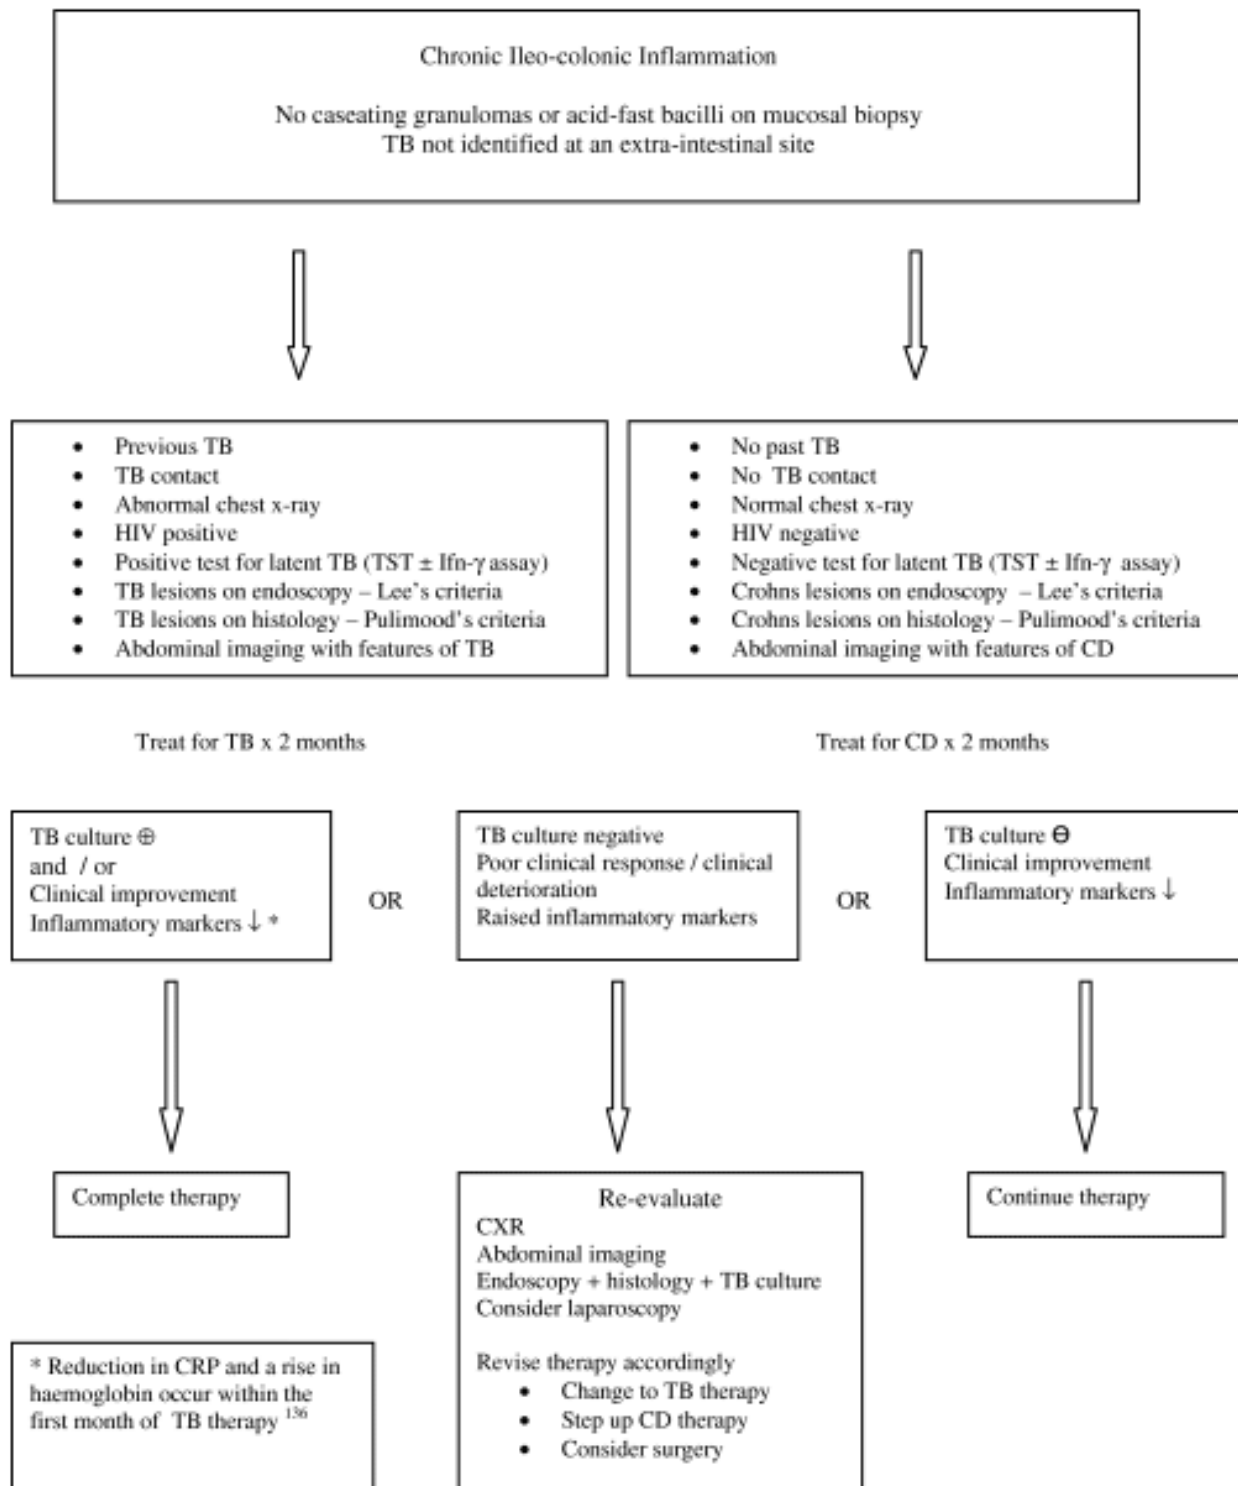 Chronic Ileo-colonic Inflammation
No caseating granulomas or acid-fast bacilli on mucosal biopsy
TB not identified at an extra-intestinal site
• Previous TB
• TB contact
• Abnormal chest x-ray
• HIV positive
• Positive test for latent TB (TST ± Ifn-γ assay)
• TB lesions on endoscopy – Lee's criteria
• TB lesions on histology – Pulimood's criteria
• Abdominal imaging with features of TB
• No past TB
• No TB contact
• Normal chest x-ray
• HIV negative
• Negative test for latent TB (TST ± Ifn-γ assay)
• Crohns lesions on endoscopy – Lee's criteria
• Crohns lesions on histology – Pulimood's criteria
• Abdominal imaging with features of CD
Treat for TB x 2 months
Treat for CD x 2 months
TB culture ⊕
and / or
Clinical improvement
Inflammatory markers ↓ *
OR
TB culture negative
Poor clinical response / clinical
deterioration
Raised inflammatory markers
OR
TB culture ⊖
Clinical improvement
Inflammatory markers ↓
Complete therapy
Re-evaluate
CXR
Abdominal imaging
Endoscopy + histology + TB culture
Consider laparoscopy
Revise therapy accordingly
• Change to TB therapy
• Step up CD therapy
• Consider surgery
Continue therapy
* Reduction in CRP and a rise in
haemoglobin occur within the
first month of TB therapy 136